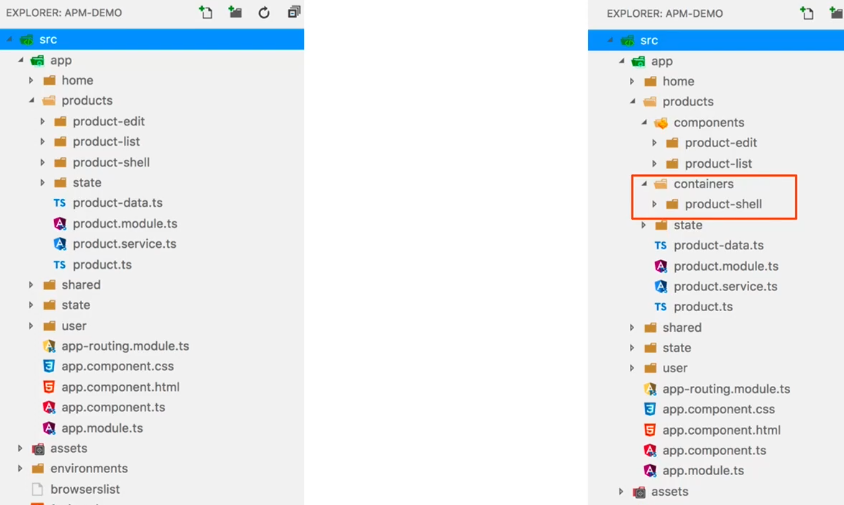 EXPLORER: APM-DEMO
src
app
home
products
product-edit
product-list
product-shell
state
TS product-data.ts
product.module.ts
product.service.ts
TS product.ts
shared
state
user
app-routing.module.ts
app.component.css
app.component.html
app.component.ts
app.module.ts
assets
environments
browserslist
EXPLORER: APM-DEMO
src
app
home
products
components
product-edit
product-list
containers
product-shell
state
TS product-data.ts
product.module.ts
product.service.ts
TS product.ts
shared
state
user
app-routing.module.ts
app.component.css
app.component.html
app.component.ts
app.module.ts
assets